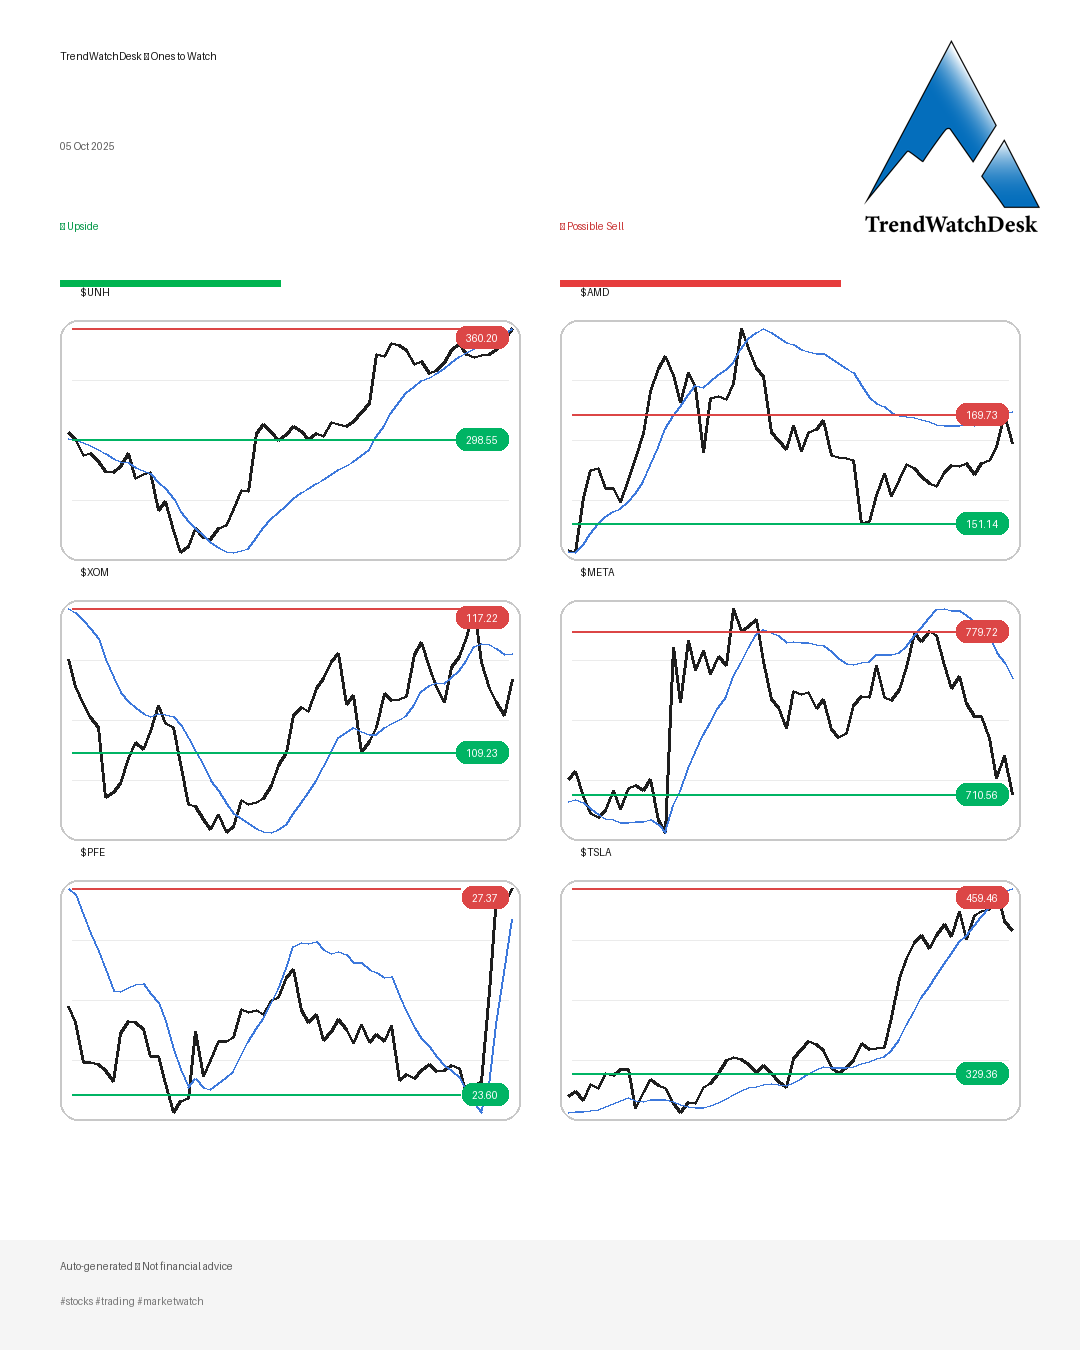 TrendWatchDesk ▯ Ones to Watch
05 Oct 2025
TrendWatchDesk
▯ Upside
▯ Possible Sell
$UNH
360.20
298.55
$AMD
169.73
151.14
$XOM
117.22
109.23
$META
779.72
710.56
$PFE
27.37
23.60
$TSLA
459.46
329.36
Auto-generated ▯ Not financial advice
#stocks #trading #marketwatch